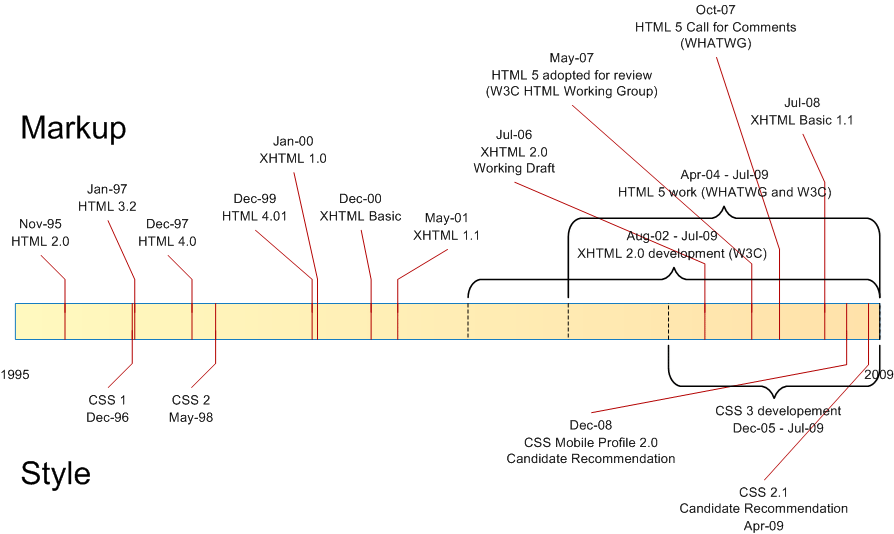 Oct-07
HTML 5 Call for Comments
(WHATWG)
May-07
HTML 5 adopted for review
(W3C HTML Working Group)
Jul-08
XHTML Basic 1.1
Markup
Jul-06
XHTML 2.0
Working Draft
Jan-00
XHTML 1.0
Apr-04 - Jul-09
HTML 5 work (WHATWG and W3C)
Jan-97
HTML 3.2
Dec-99
HTML 4.01
Dec-00
XHTML Basic
Nov-95
HTML 2.0
Dec-97
HTML 4.0
May-01
XHTML 1.1
Aug-02 - Jul-09
XHTML 2.0 development (W3C)
1995
2009
CSS 1
Dec-96
CSS 2
May-98
CSS 3 developement
Dec-05 - Jul-09
Dec-08
CSS Mobile Profile 2.0
Candidate Recommendation
Style
CSS 2.1
Candidate Recommendation
Apr-09